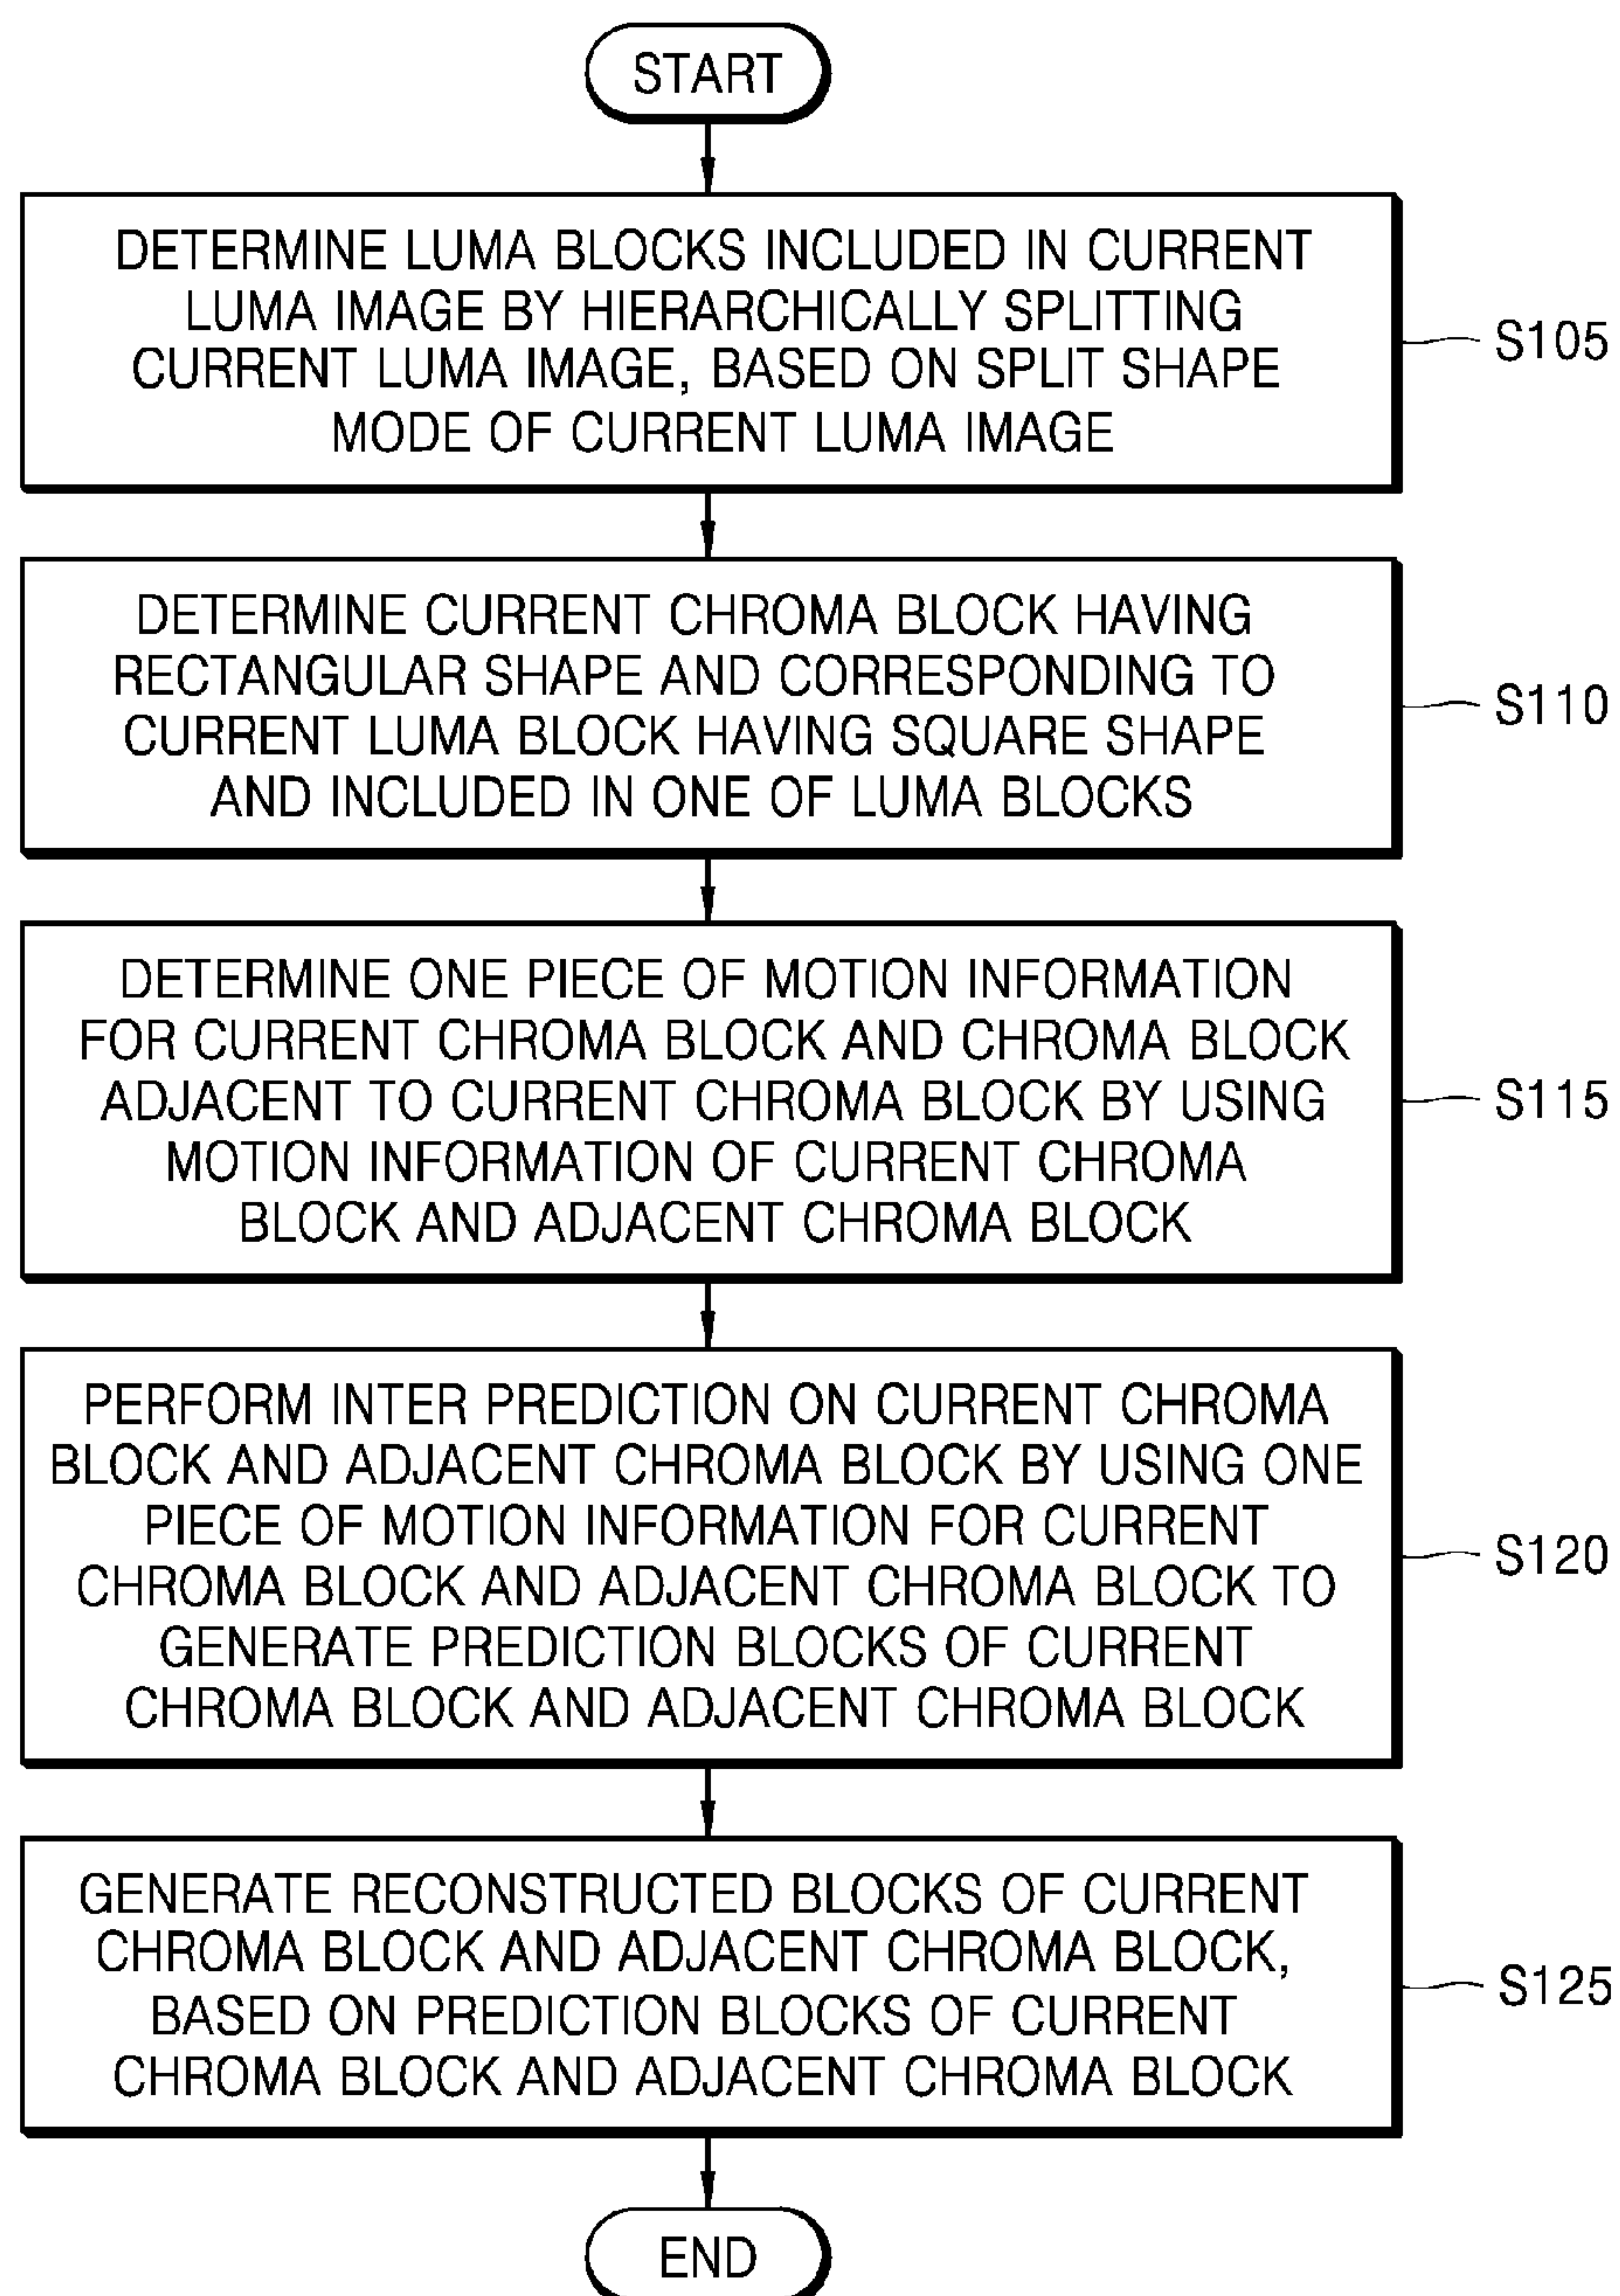 START
DETERMINE LUMA BLOCKS INCLUDED IN CURRENT
LUMA IMAGE BY HIERARCHICALLY SPLITTING
CURRENT LUMA IMAGE, BASED ON SPLIT SHAPE
MODE OF CURRENT LUMA IMAGE
S105
DETERMINE CURRENT CHROMA BLOCK HAVING
RECTANGULAR SHAPE AND CORRESPONDING TO
CURRENT LUMA BLOCK HAVING SQUARE SHAPE
AND INCLUDED IN ONE OF LUMA BLOCKS
S110
DETERMINE ONE PIECE OF MOTION INFORMATION
FOR CURRENT CHROMA BLOCK AND CHROMA BLOCK
ADJACENT TO CURRENT CHROMA BLOCK BY USING
MOTION INFORMATION OF CURRENT CHROMA
BLOCK AND ADJACENT CHROMA BLOCK
S115
PERFORM INTER PREDICTION ON CURRENT CHROMA
BLOCK AND ADJACENT CHROMA BLOCK BY USING ONE
PIECE OF MOTION INFORMATION FOR CURRENT
CHROMA BLOCK AND ADJACENT CHROMA BLOCK TO
GENERATE PREDICTION BLOCKS OF CURRENT
CHROMA BLOCK AND ADJACENT CHROMA BLOCK
S120
GENERATE RECONSTRUCTED BLOCKS OF CURRENT
CHROMA BLOCK AND ADJACENT CHROMA BLOCK,
BASED ON PREDICTION BLOCKS OF CURRENT
CHROMA BLOCK AND ADJACENT CHROMA BLOCK
S125
END